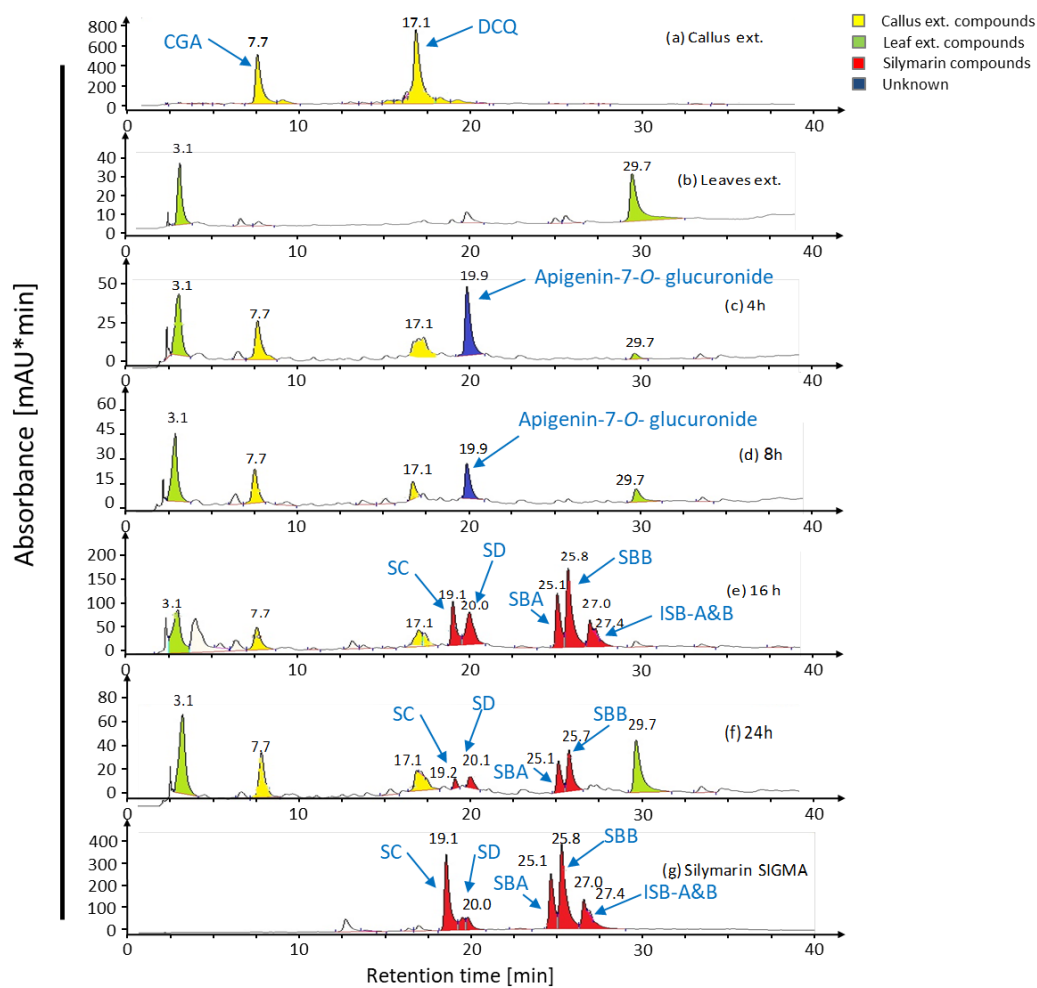 Callus ext. compounds
Leaf ext. compounds
Silymarin compounds
Unknown
Absorbance [mAU*min]
800
600
400
200
0
CGA
7.7
17.1
DCQ
(a) Callus ext.
0 10 20 30 40
40
30
20
10
0
3.1
29.7
(b) Leaves ext.
0 10 20 30 40
50
25
0
3.1
7.7
17.1
19.9
Apigenin-7-O- glucuronide
29.7
(c) 4h
0 10 20 30 40
60
45
30
15
0
3.1
7.7
17.1
19.9
Apigenin-7-O- glucuronide
29.7
(d) 8h
0 10 20 30 40
200
150
100
50
0
3.1
7.7
17.1
SC
19.1
SD
20.0
SBA
25.1
25.8
SBB
27.0
27.4
ISB-A&B
(e) 16 h
0 10 20 30 40
80
60
40
20
0
3.1
7.7
17.1
SC
19.2
SD
20.1
SBA
25.1
25.7
SBB
29.7
(f) 24h
0 10 20 30 40
400
300
200
100
0
SC
19.1
SD
20.0
SBA
25.1
25.8
SBB
27.0
27.4
ISB-A&B
(g) Silymarin SIGMA
0 10 20 30 40
Retention time [min]